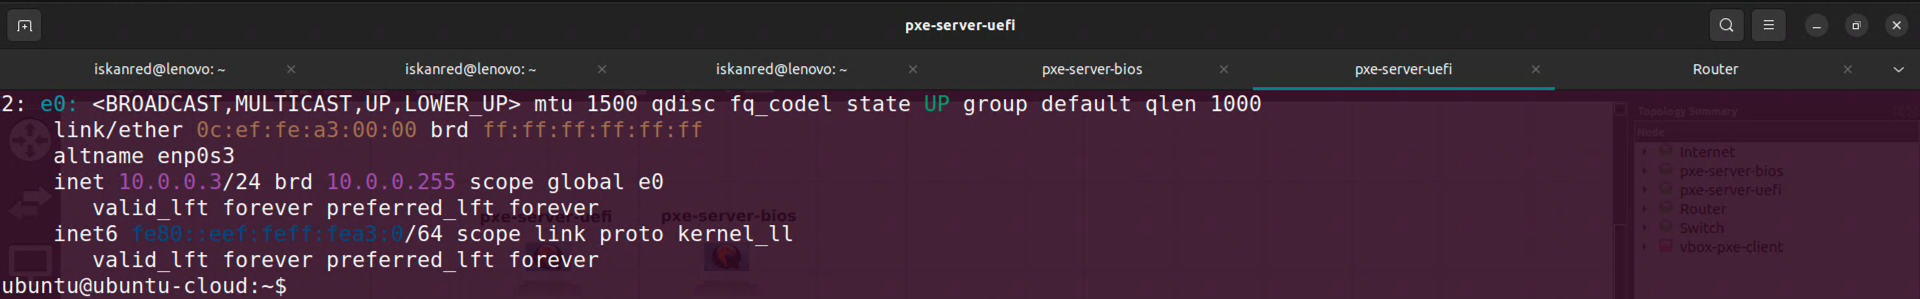 pxe-server-uefi
iskanred@lenovo: ~
iskanred@lenovo: ~
iskanred@lenovo: ~
pxe-server-bios
pxe-server-uefi
Router
2: e0: <BROADCAST,MULTICAST,UP,LOWER_UP> mtu 1500 qdisc fq_codel state UP group default qlen 1000
link/ether 0c:ef:fe:a3:00:00 brd ff:ff:ff:ff:ff:ff
altname enp0s3
inet 10.0.0.3/24 brd 10.0.0.255 scope global e0
valid_lft forever preferred_lft forever
inet6 fe80::eef:feff:fea3:0/64 scope link proto kernel_ll
valid_lft forever preferred_lft forever
ubuntu@ubuntu-cloud:~$
pxe-server-uefi
pxe-server-bios
Topology Summary
Node
Internet
pxe-server-bios
pxe-server-uefi
Router
Switch
vbox-pxe-client